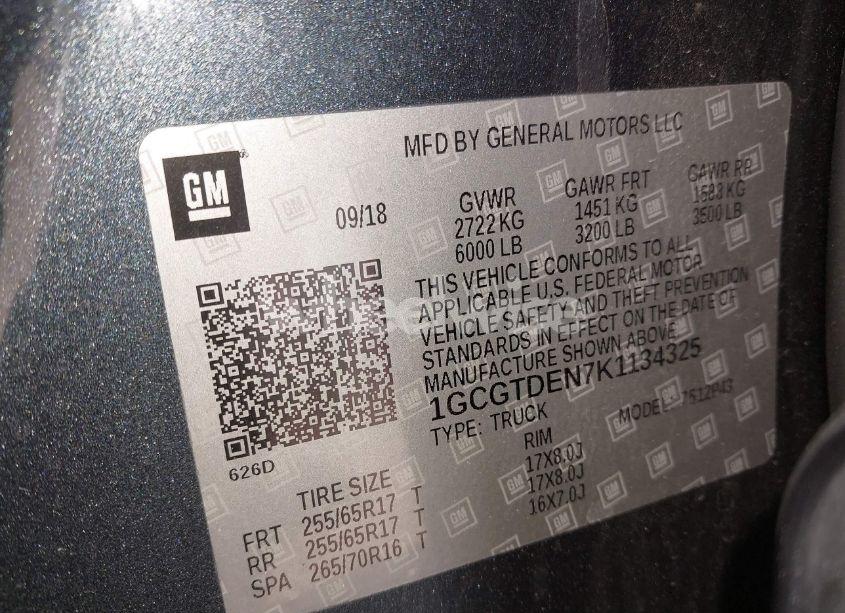 MFD BY GENERAL MOTORS LLC
GM
09/18
GVWR
2722 KG
6000 LB
GAWR FRT
1451 KG
3200 LB
GAWR RR
1583 KG
3500 LB
THIS VEHICLE CONFORMS TO ALL
APPLICABLE U.S. FEDERAL MOTOR
VEHICLE SAFETY AND THEFT PREVENTION
STANDARDS IN EFFECT ON THE DATE OF
MANUFACTURE SHOWN ABOVE.
1GCGTDEN7K1134325
TYPE: TRUCK
MODEL:
626D
TIRE SIZE
RIM
FRT 255/65R17 T 17X8.0J
RR 255/65R17 T 17X8.0J
SPA 265/70R16 T 16X7.0J